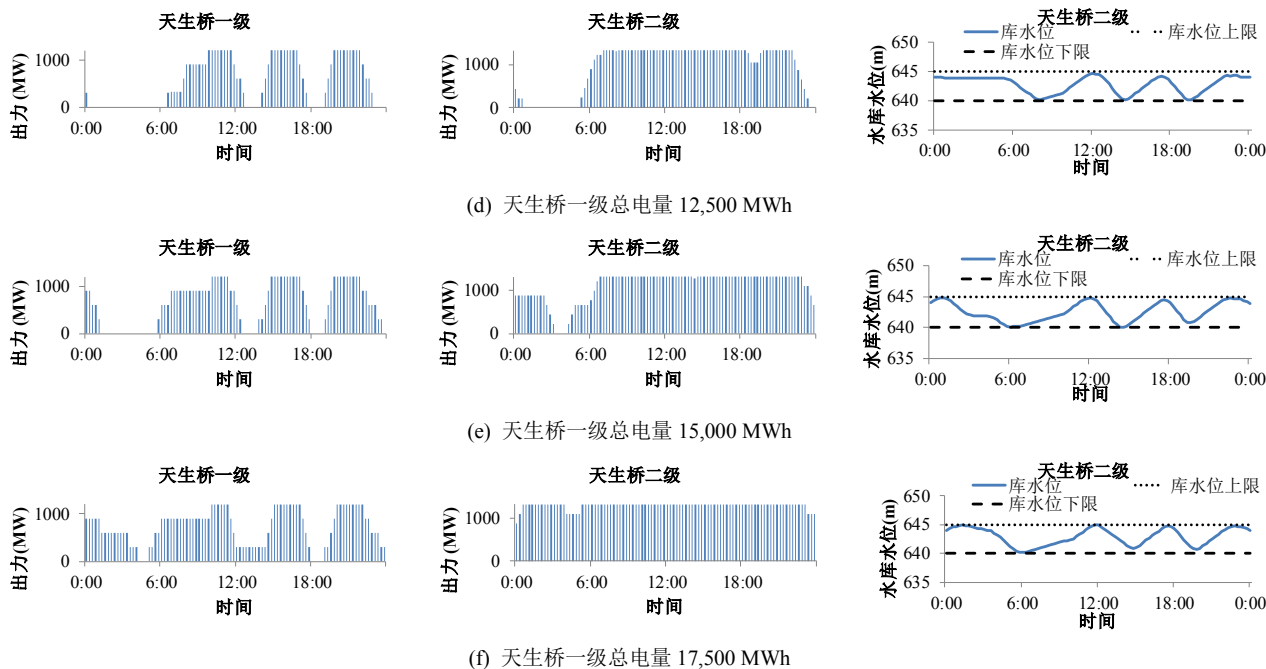 天生桥一级
出力 (MW)
1000
0
0:00 6:00 12:00 18:00
时间
天生桥二级
出力 (MW)
1000
0
0:00 6:00 12:00 18:00
时间
天生桥二级
库水位 库水位上限
库水位下限
水库水位(m)
650
645
640
635
0:00 6:00 12:00 18:00 0:00
时间
(d) 天生桥一级总电量 12,500 MWh
天生桥一级
出力 (MW)
1000
0
0:00 6:00 12:00 18:00
时间
天生桥二级
出力 (MW)
1000
0
0:00 6:00 12:00 18:00
时间
天生桥二级
库水位 库水位上限
库水位下限
水库水位(m)
650
645
640
635
0:00 6:00 12:00 18:00 0:00
时间
(e) 天生桥一级总电量 15,000 MWh
天生桥一级
出力 (MW)
1000
0
0:00 6:00 12:00 18:00
时间
天生桥二级
出力 (MW)
1000
0
0:00 6:00 12:00 18:00
时间
天生桥二级
库水位 库水位上限
库水位下限
水库水位(m)
650
645
640
635
0:00 6:00 12:00 18:00 0:00
时间
(f) 天生桥一级总电量 17,500 MWh